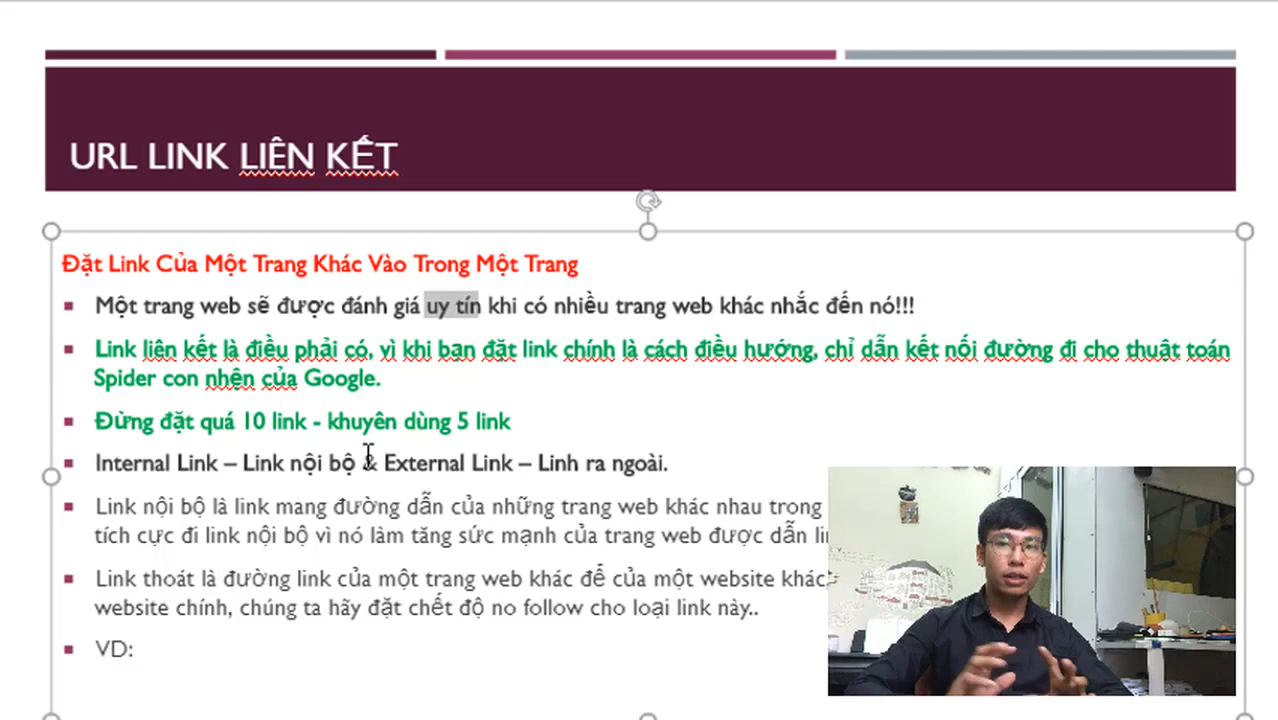 URL LINK LIÊN KẾT
Đặt Link Của Một Trang Khác Vào Trong Một Trang
Một trang web sẽ được đánh giá uy tín khi có nhiều trang web khác nhắc đến nó!!!
Link liên kết là điều phải có, vì khi bạn đặt link chính là cách điều hướng, chỉ dẫn kết nối đường đi cho thuật toán
Spider con nhện của Google.
Đừng đặt quá 10 link - khuyên dùng 5 link
Internal Link – Link nội bộ & External Link – Linh ra ngoài.
Link nội bộ là link mang đường dẫn của những trang web khác nhau trong
tích cực đi link nội bộ vì nó làm tăng sức mạnh của trang web được dẫn
Link thoát là đường link của một trang web khác để của một website khác
website chính, chúng ta hãy đặt chết độ no follow cho loại link này..
VD: